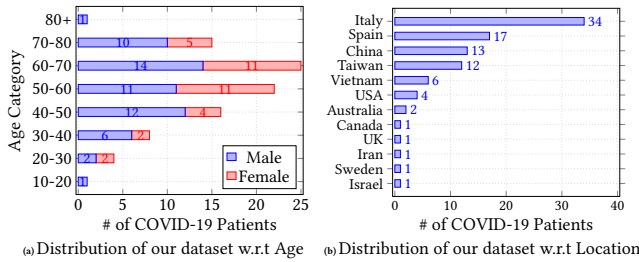 80+
1
70-80
10 5
60-70
14 11
50-60
11 11
40-50
12 4
30-40
6 2
20-30
2 2
10-20
1
Age Category
Male
Female
0 5 10 15 20 25
# of COVID-19 Patients
(a) Distribution of our dataset w.r.t Age
Italy 34
Spain 17
China 13
Taiwan 12
Vietnam 6
USA 4
Australia 2
Canada 1
UK 1
Iran 1
Sweden 1
Israel 1
0 10 20 30 40
# of COVID-19 Patients
(b) Distribution of our dataset w.r.t Location